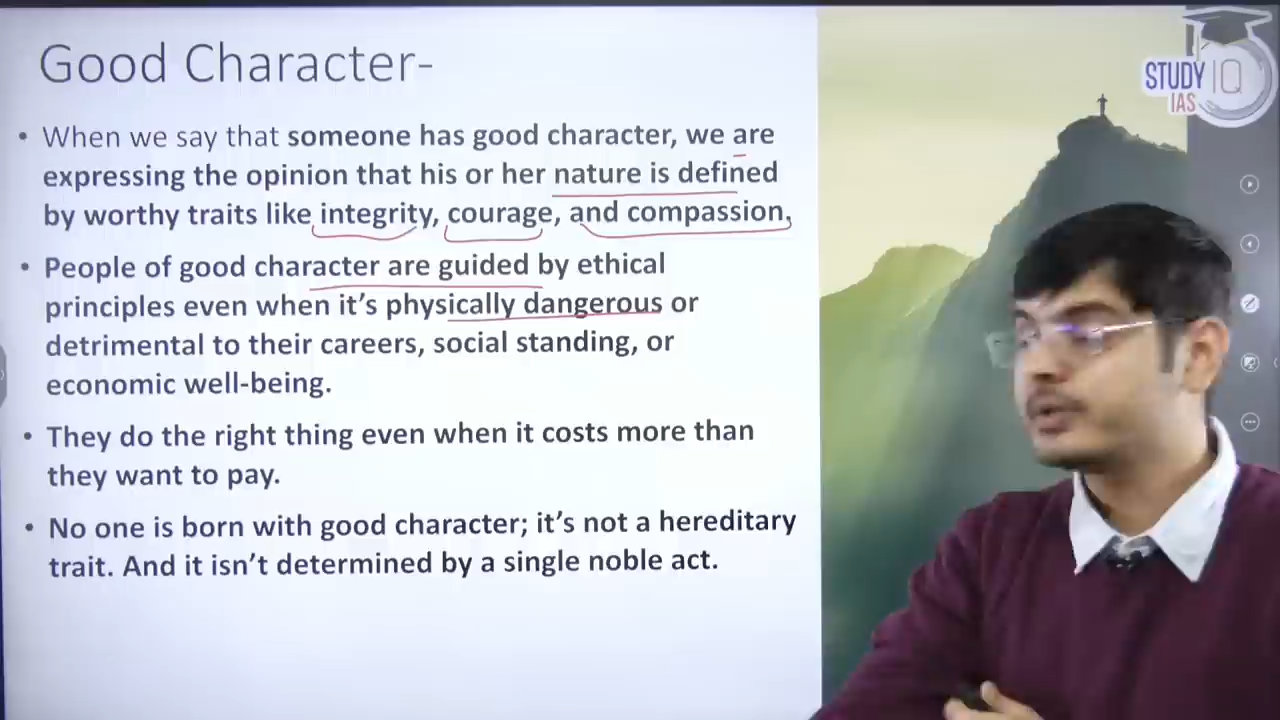 Good Character-
• When we say that someone has good character, we are
expressing the opinion that his or her nature is defined
by worthy traits like integrity, courage, and compassion.
• People of good character are guided by ethical
principles even when it's physically dangerous or
detrimental to their careers, social standing, or
economic well-being.
• They do the right thing even when it costs more than
they want to pay.
• No one is born with good character; it's not a hereditary
trait. And it isn't determined by a single noble act.
STUDY IQ
IAS